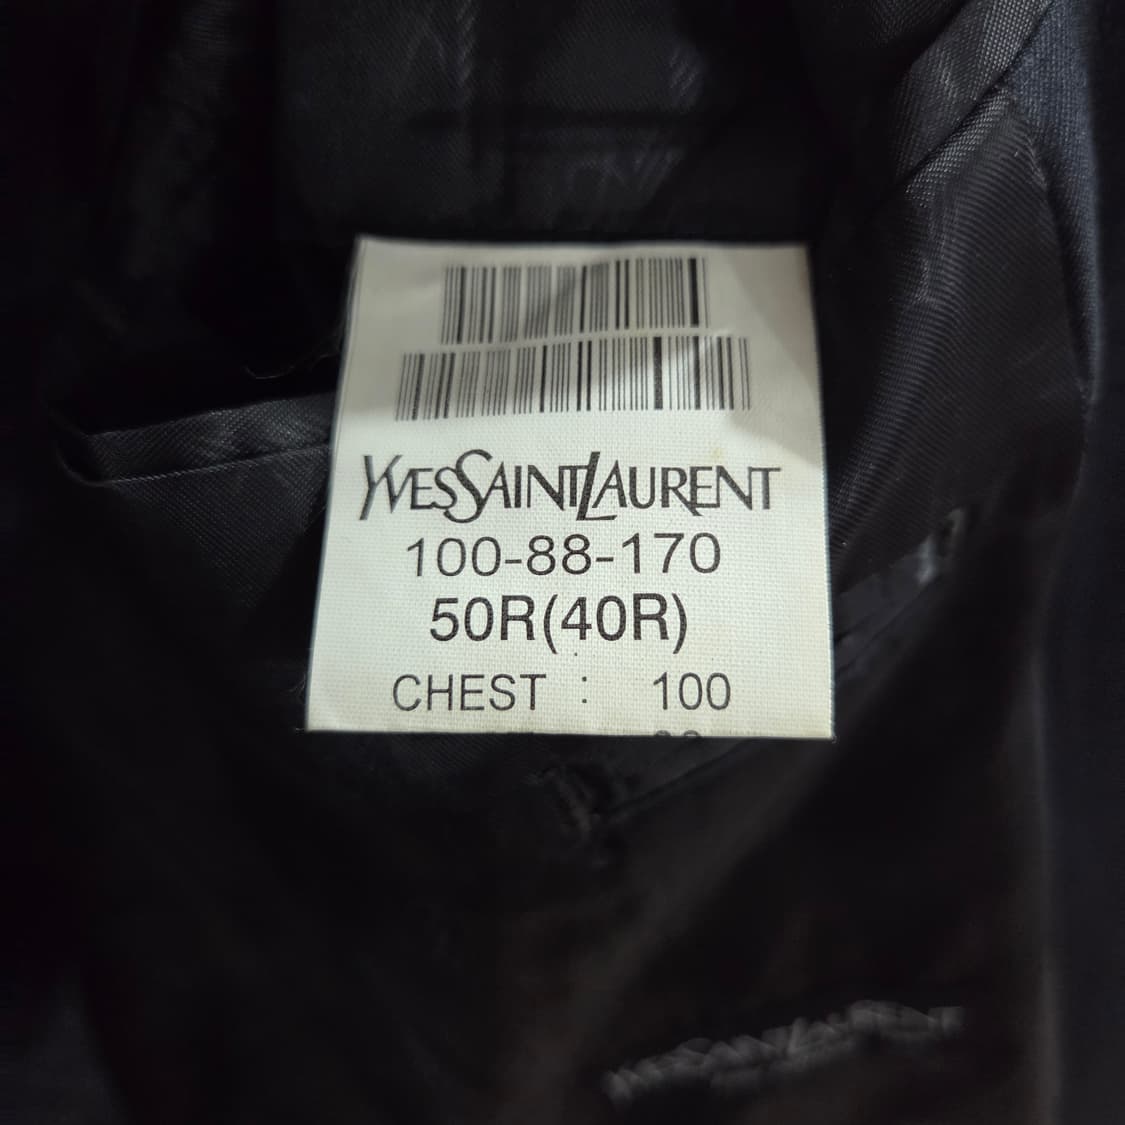 YVESSAINTLAURENT
100-88-170
50R(40R)
CHEST : 100